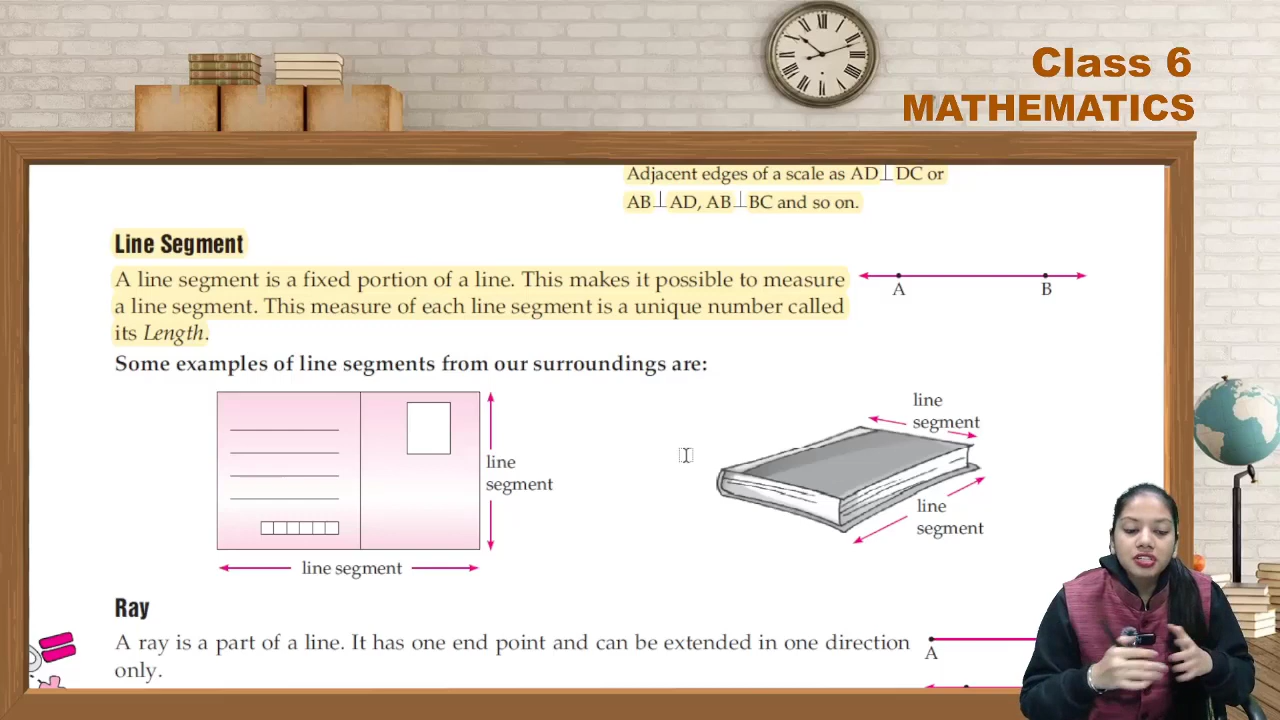 Class 6
MATHEMATICS
Adjacent edges of a scale as AD⊥DC or
AB⊥AD, AB⊥BC and so on.
Line Segment
A line segment is a fixed portion of a line. This makes it possible to measure
a line segment. This measure of each line segment is a unique number called
its Length.
A
B
Some examples of line segments from our surroundings are:
line
segment
line segment
line
segment
line
segment
Ray
A ray is a part of a line. It has one end point and can be extended in one direction
only.
A